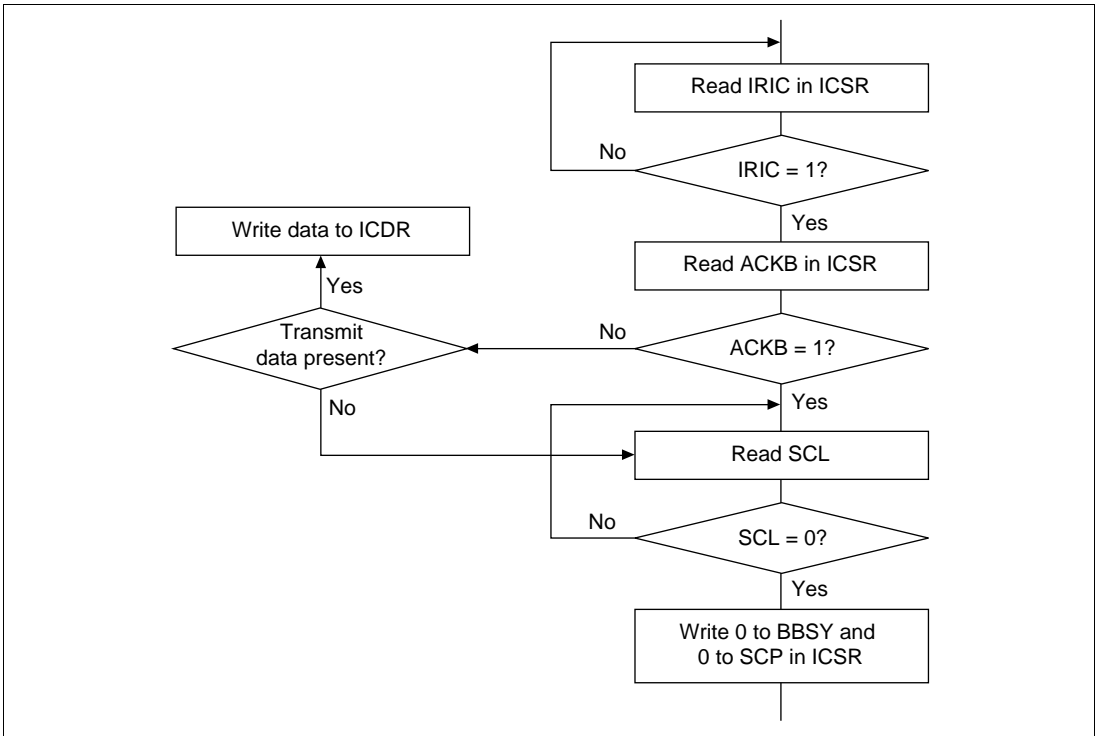 Read IRIC in ICSR
No
IRIC = 1?
Yes
Write data to ICDR
Read ACKB in ICSR
Yes
Transmit
data present?
No
ACKB = 1?
Yes
No
Read SCL
No
SCL = 0?
Yes
Write 0 to BBSY and
0 to SCP in ICSR